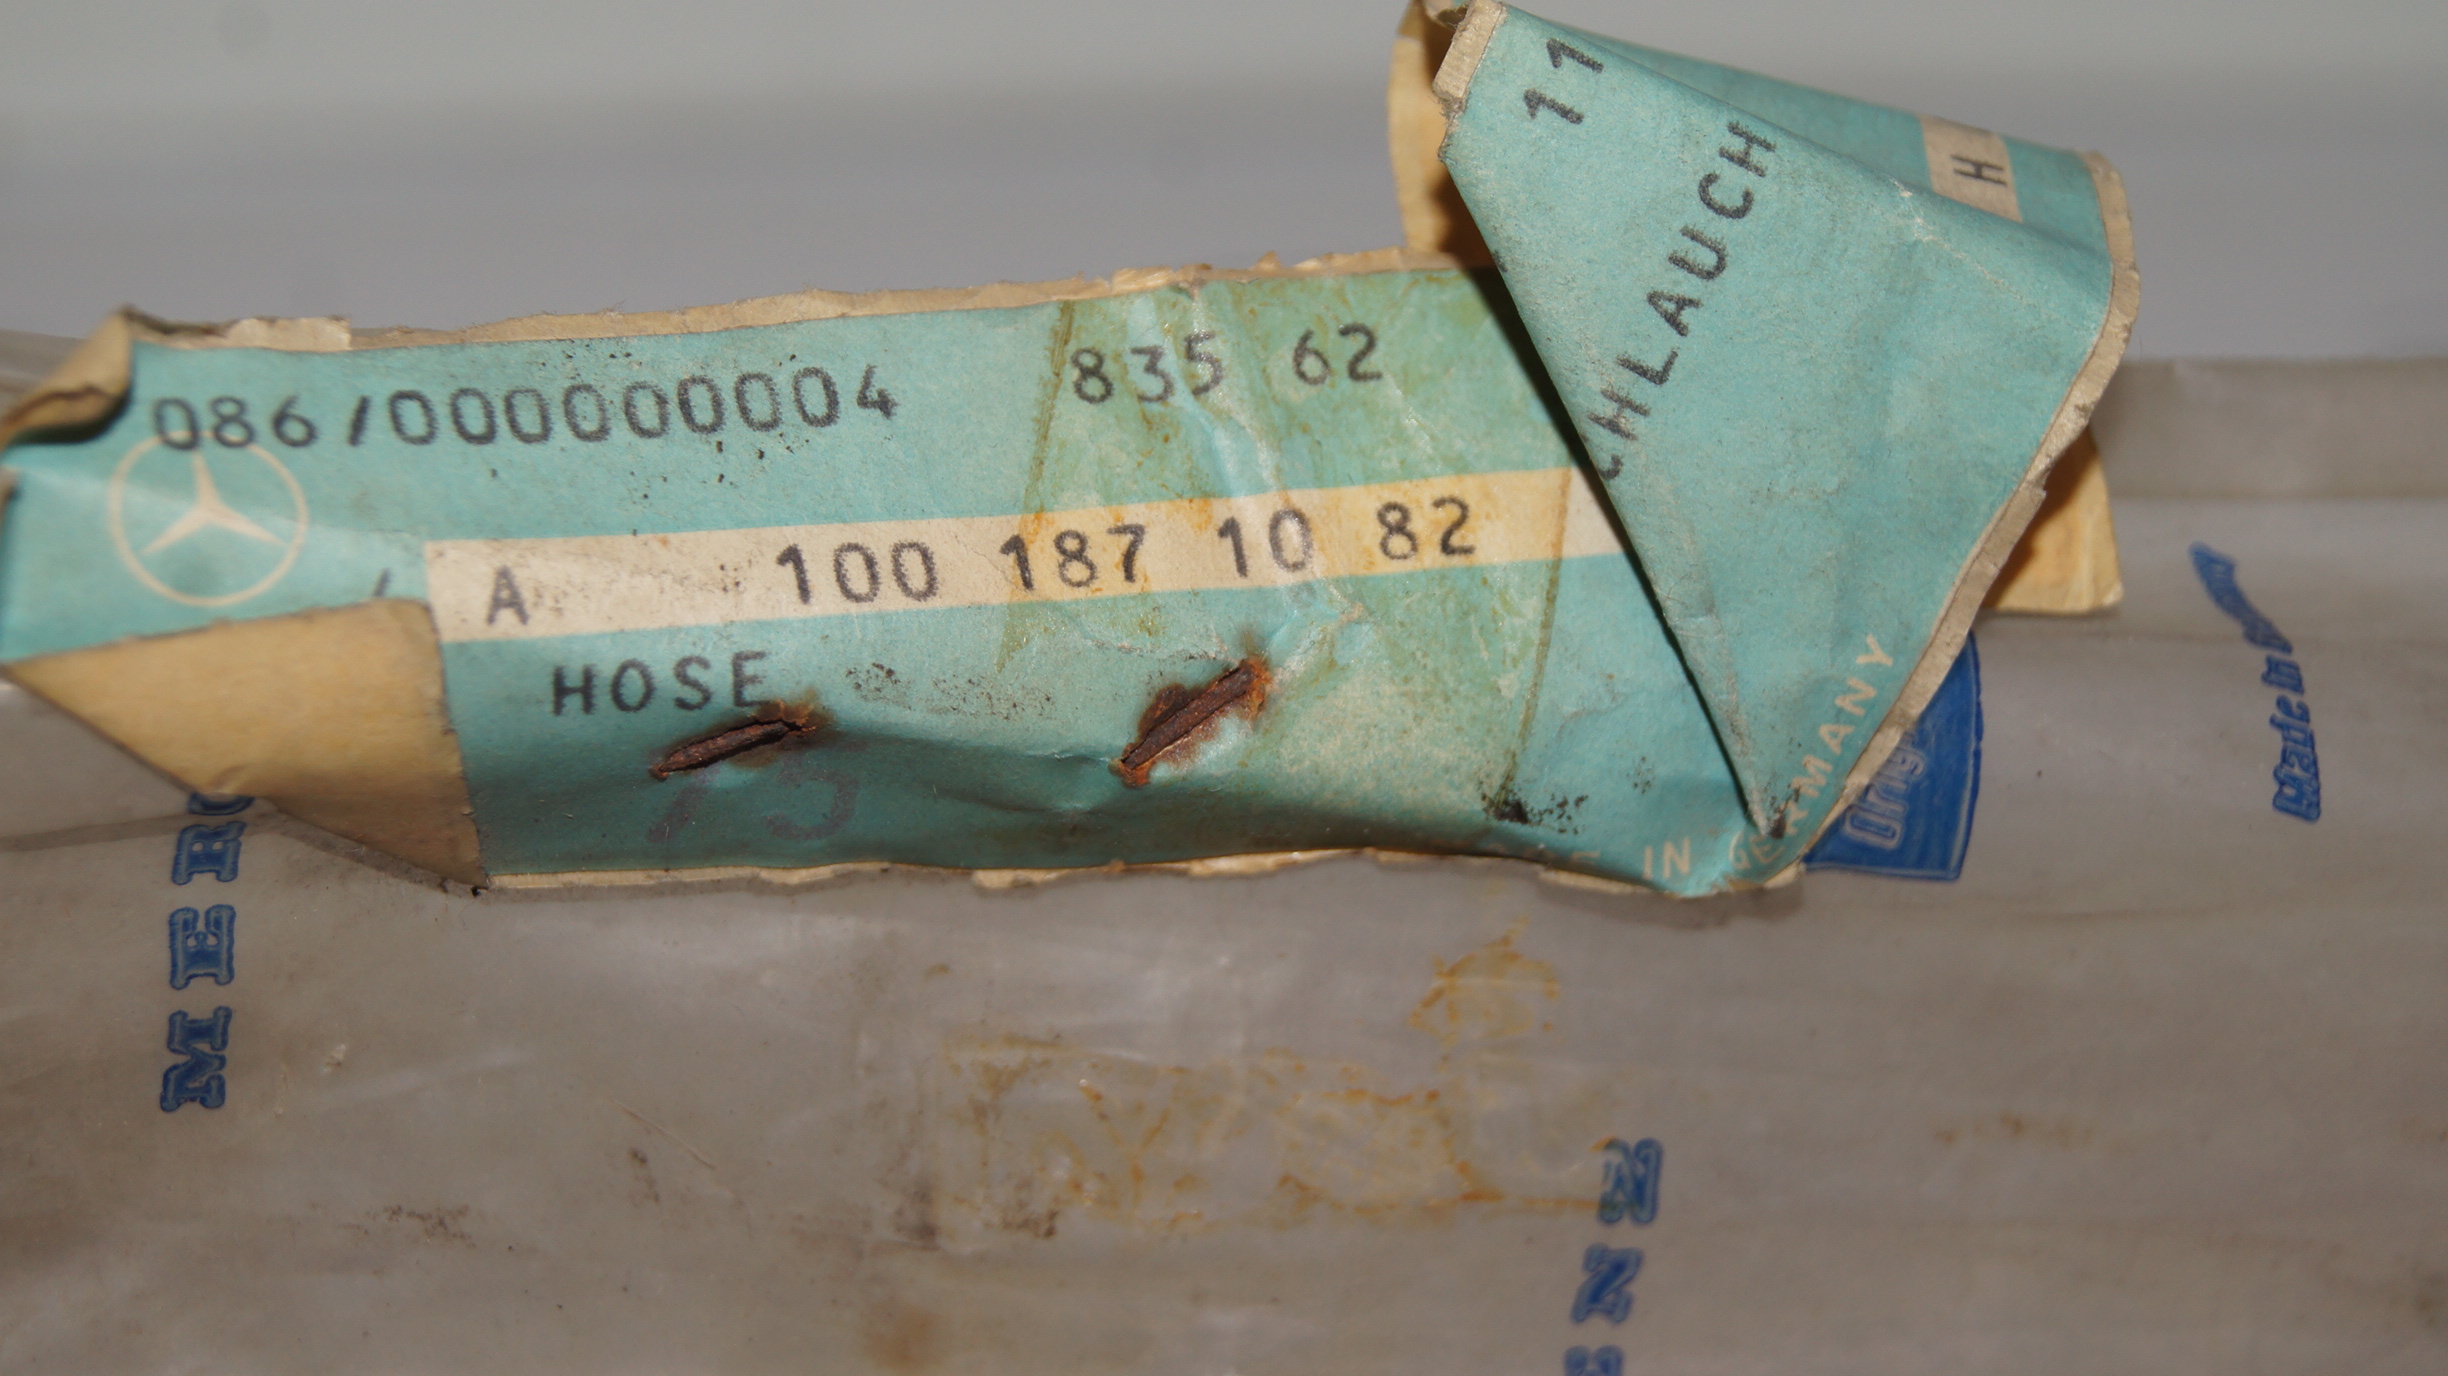 086/000000004 835 62
11
A 100 187 10 82
H
HOSE
CHLAUCH
IN GERMANY
Made in